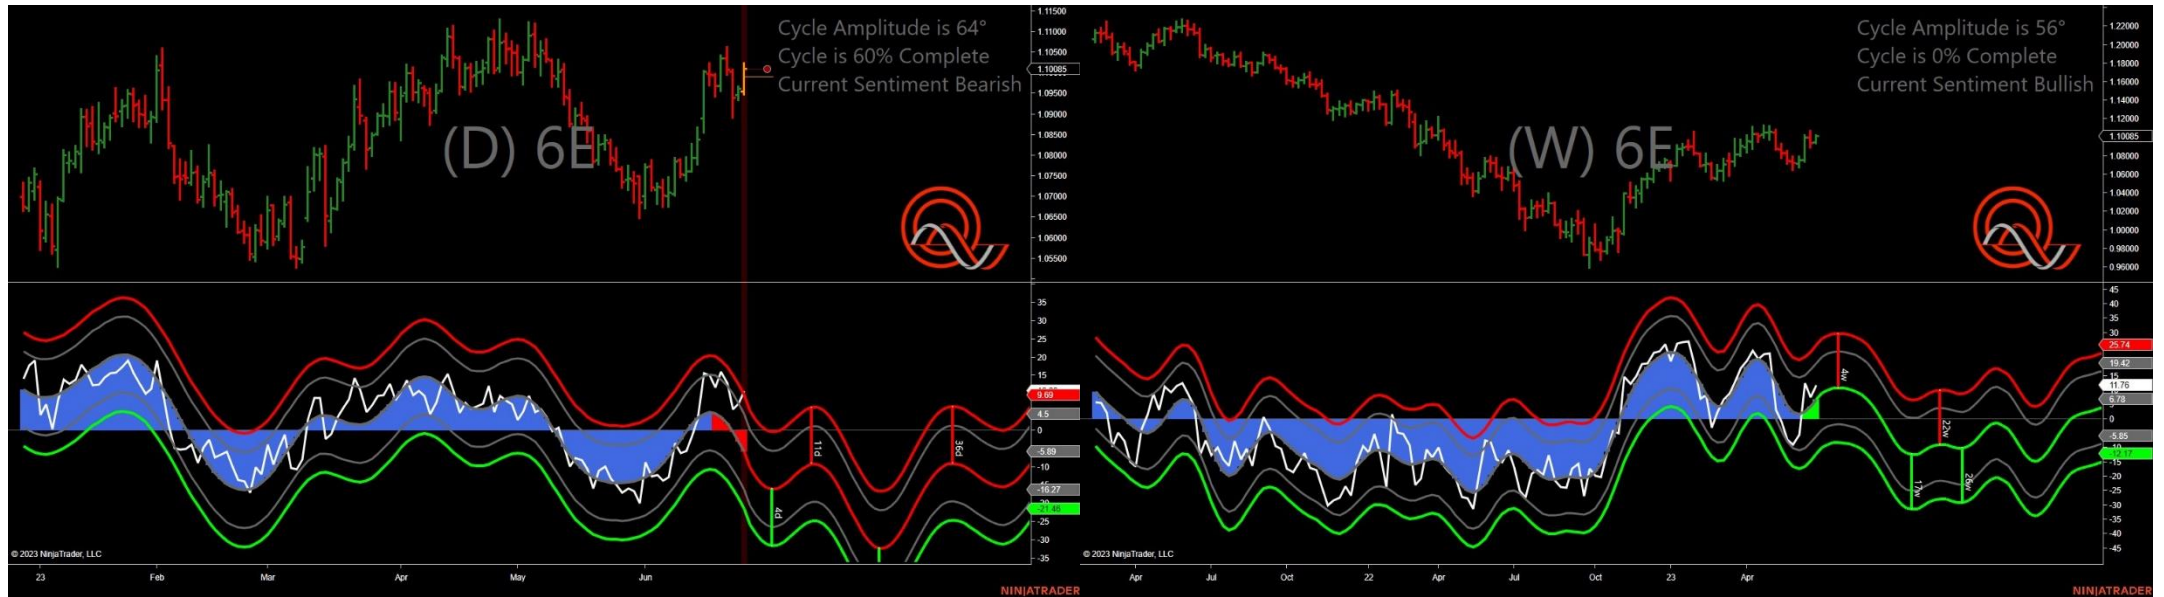 Cycle Amplitude is 64°
Cycle is 60% Complete
Current Sentiment Bearish
(D) 6E
1.11500
1.11000
1.10500
1.10085
1.09500
1.09000
1.08500
1.08000
1.07500
1.07000
1.06500
1.06000
1.05500
35
30
25
20
15
9.69
4.5
0
-5.89
-10
-16.27
-21.46
-25
-30
-35
4d
11d
36d
© 2023 NinjaTrader, LLC
23
Feb
Mar
Apr
May
Jun
NINJATRADER
Cycle Amplitude is 56°
Cycle is 0% Complete
Current Sentiment Bullish
(W) 6E
1.22000
1.20000
1.18000
1.16000
1.14000
1.12000
1.10085
1.08000
1.06000
1.04000
1.02000
1.00000
0.98000
0.96000
45
40
35
30
25.74
19.42
15
11.76
6.78
0
-5.85
-12.17
-15
-20
-25
-30
-35
-40
-45
4w
17w
22w
26w
© 2023 NinjaTrader, LLC
Apr
Jul
Oct
22
Apr
Jul
Oct
23
Apr
NINJATRADER